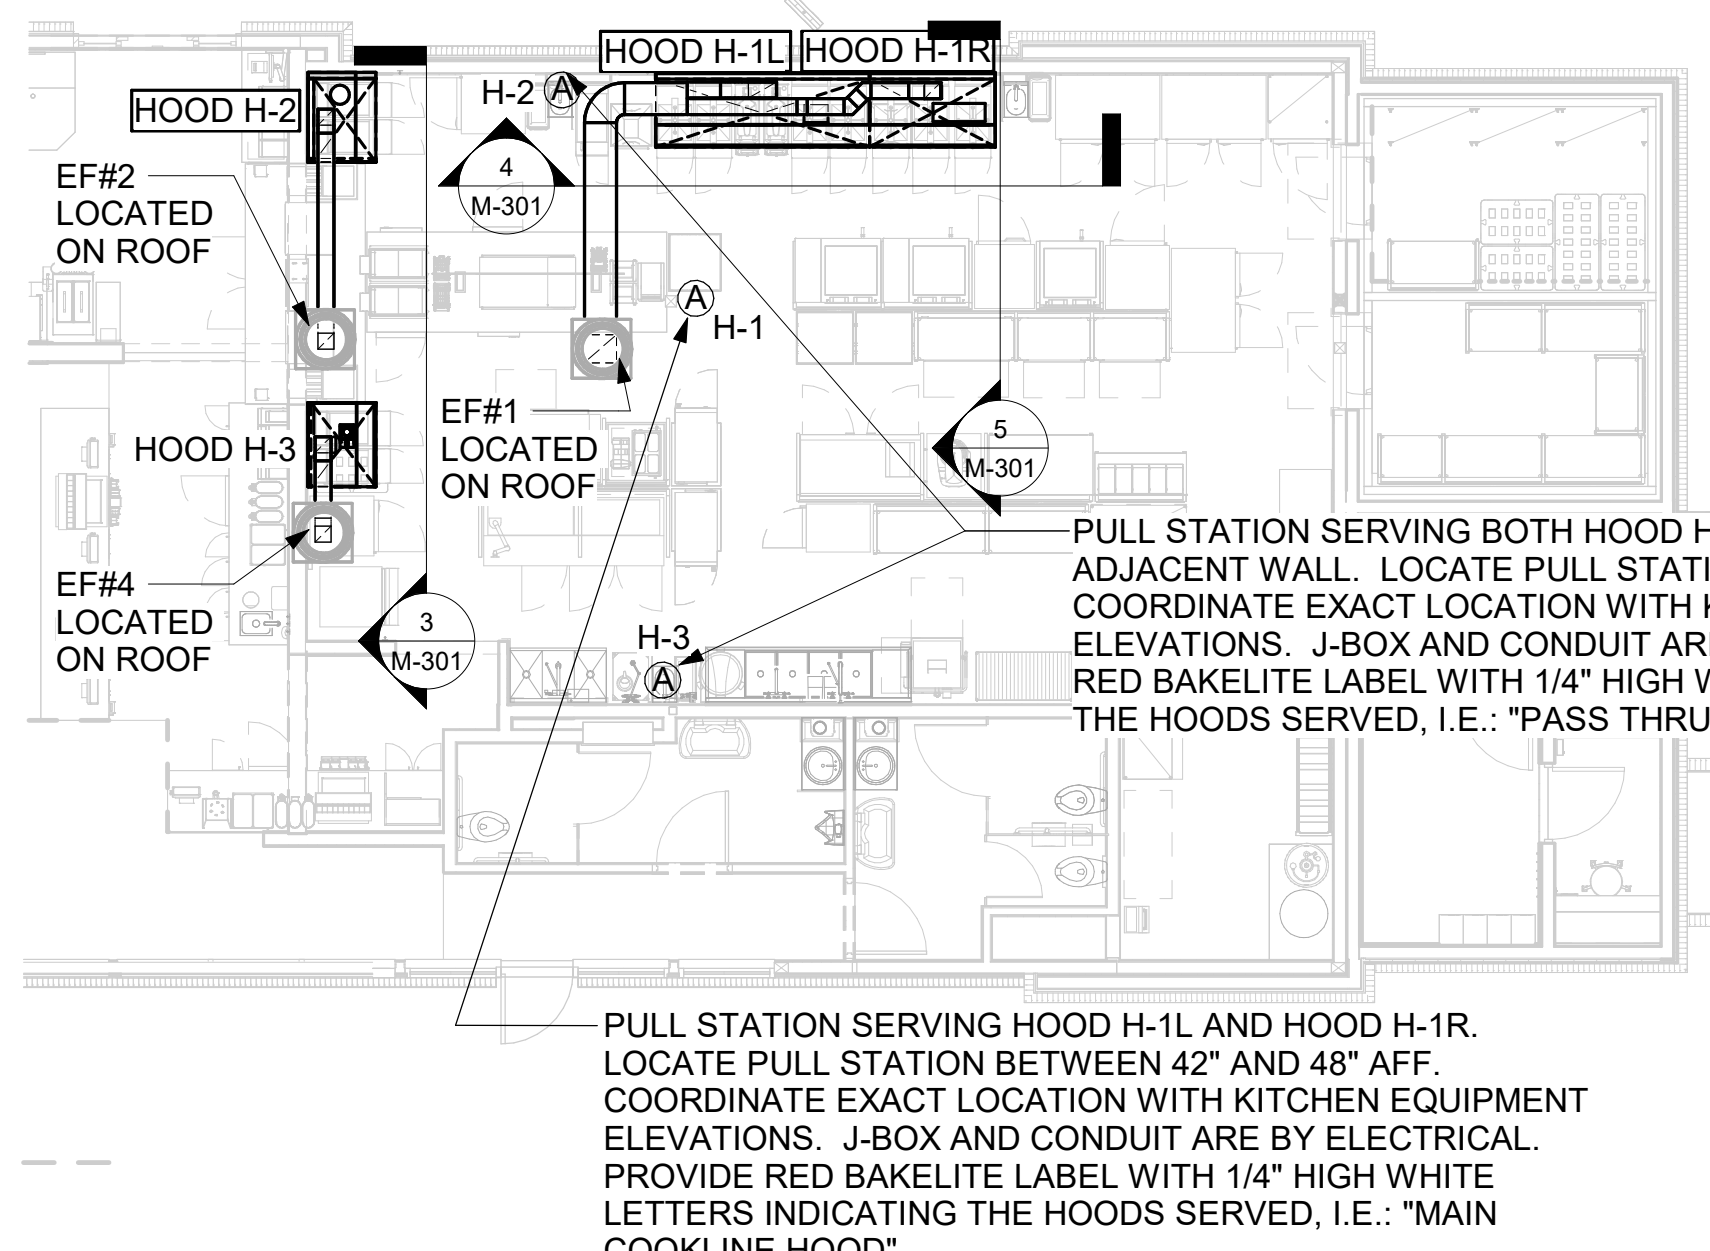 HOOD H-1L
HOOD H-1R
HOOD H-2
H-2
A
EF#2
LOCATED
ON ROOF
4
M-301
A
H-1
EF#1
LOCATED
ON ROOF
HOOD H-3
5
M-301
EF#4
LOCATED
ON ROOF
3
M-301
H-3
A
PULL STATION SERVING BOTH HOOD H
ADJACENT WALL. LOCATE PULL STATI
COORDINATE EXACT LOCATION WITH K
ELEVATIONS. J-BOX AND CONDUIT ARE
RED BAKELITE LABEL WITH 1/4" HIGH W
THE HOODS SERVED, I.E.: "PASS THRU
PULL STATION SERVING HOOD H-1L AND HOOD H-1R.
LOCATE PULL STATION BETWEEN 42" AND 48" AFF.
COORDINATE EXACT LOCATION WITH KITCHEN EQUIPMENT
ELEVATIONS. J-BOX AND CONDUIT ARE BY ELECTRICAL.
PROVIDE RED BAKELITE LABEL WITH 1/4" HIGH WHITE
LETTERS INDICATING THE HOODS SERVED, I.E.: "MAIN
COOKLINE HOOD"